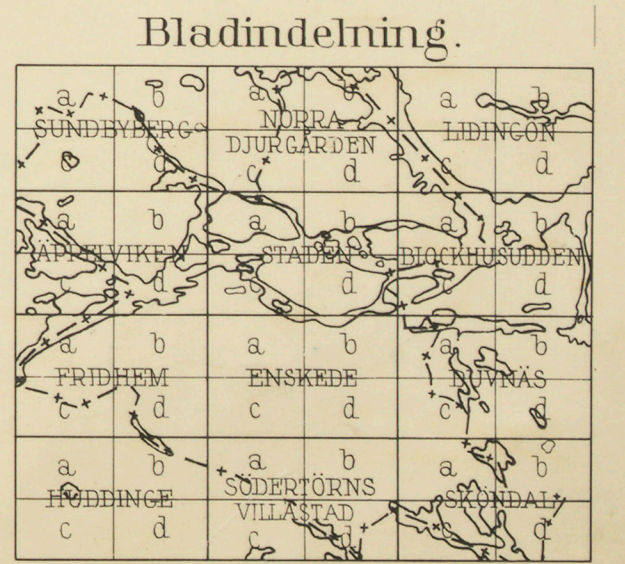 Bladindelning.
a b a b a b
SUNDBYBERG NORRA LIDINGÖN
DJURGÅRDEN
c d c d c d
a b a b a b
ÄPPELVIKEN STADEN BLOCKHUSUDDEN
c d c d c d
a b a b a b
FRIDHEM ENSKEDE DUVNÄS
c d c d c d
a b a b a b
HUDDINGE SÖDERTÖRNS SKÖNDAL
VILLASTAD
c d c d c d